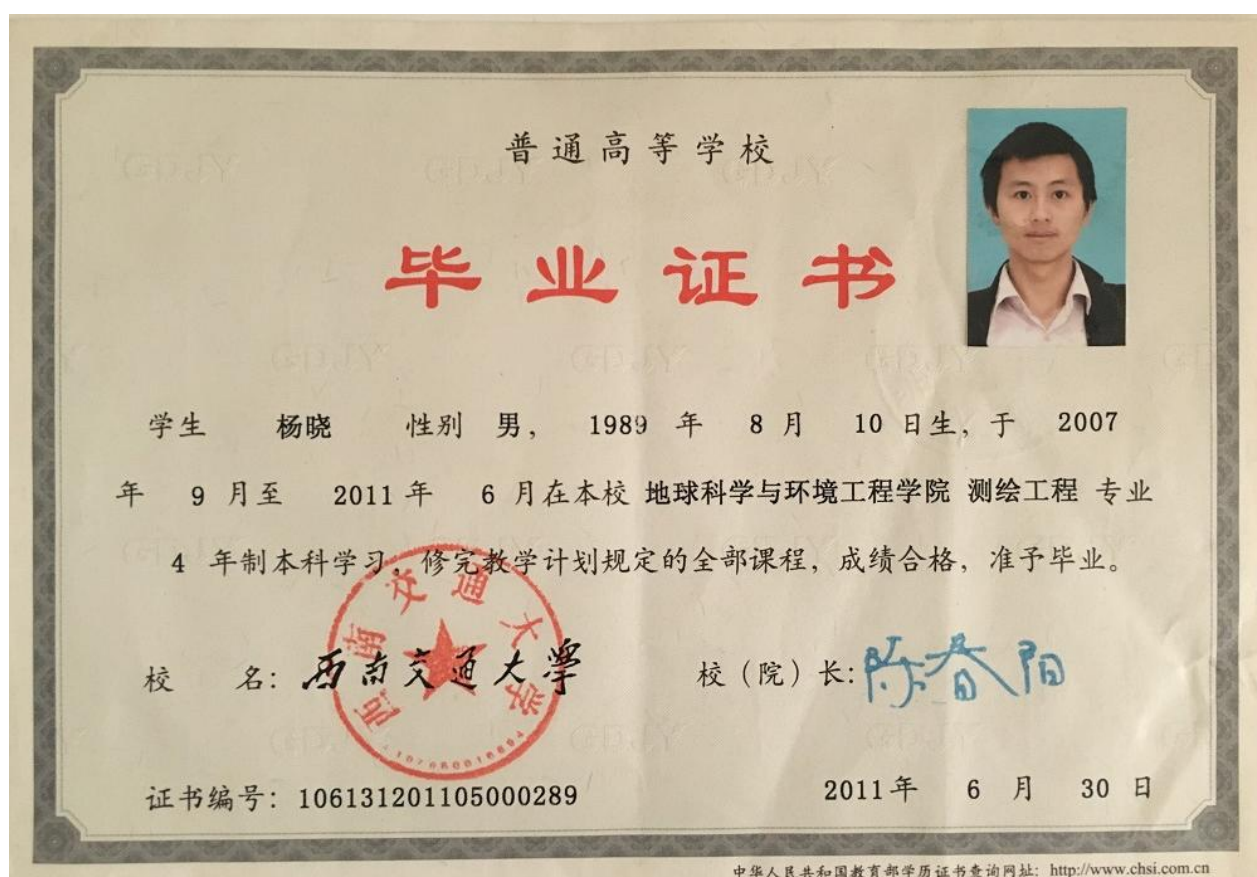 普通高等学校
毕业证书
学生 杨晓 性别 男, 1989 年 8 月 10 日生, 于 2007
年 9 月至 2011 年 6 月在本校 地球科学与环境工程学院 测绘工程 专业
4 年制本科学习, 修完教学计划规定的全部课程, 成绩合格, 准予毕业。
西南交通大学
校 名: 西南交通大學 校(院)长: 陈春阳
证书编号: 106131201105000289 2011年 6 月 30 日
中华人民共和国教育部学历证书查询网址: http://www.chsi.com.cn